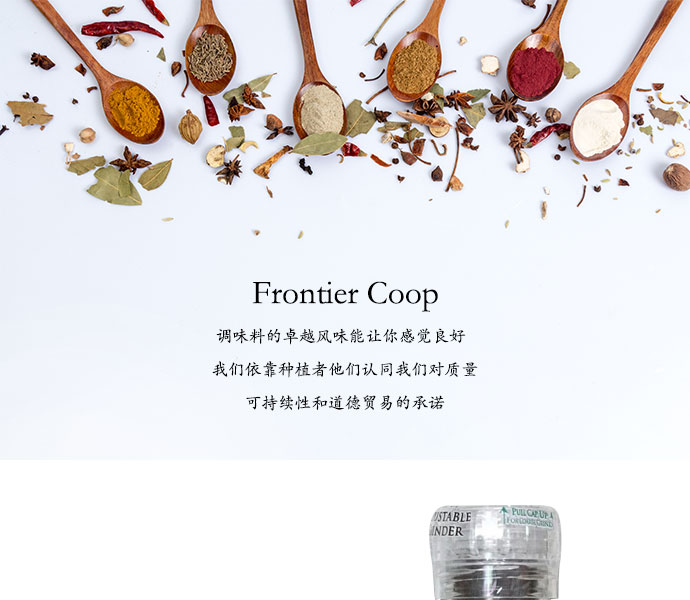 Frontier Coop
调味料的卓越风味能让你感觉良好
我们依靠种植者他们认同我们对质量
可持续性和道德贸易的承诺
USTABLE
INDER
PULL CAP UP